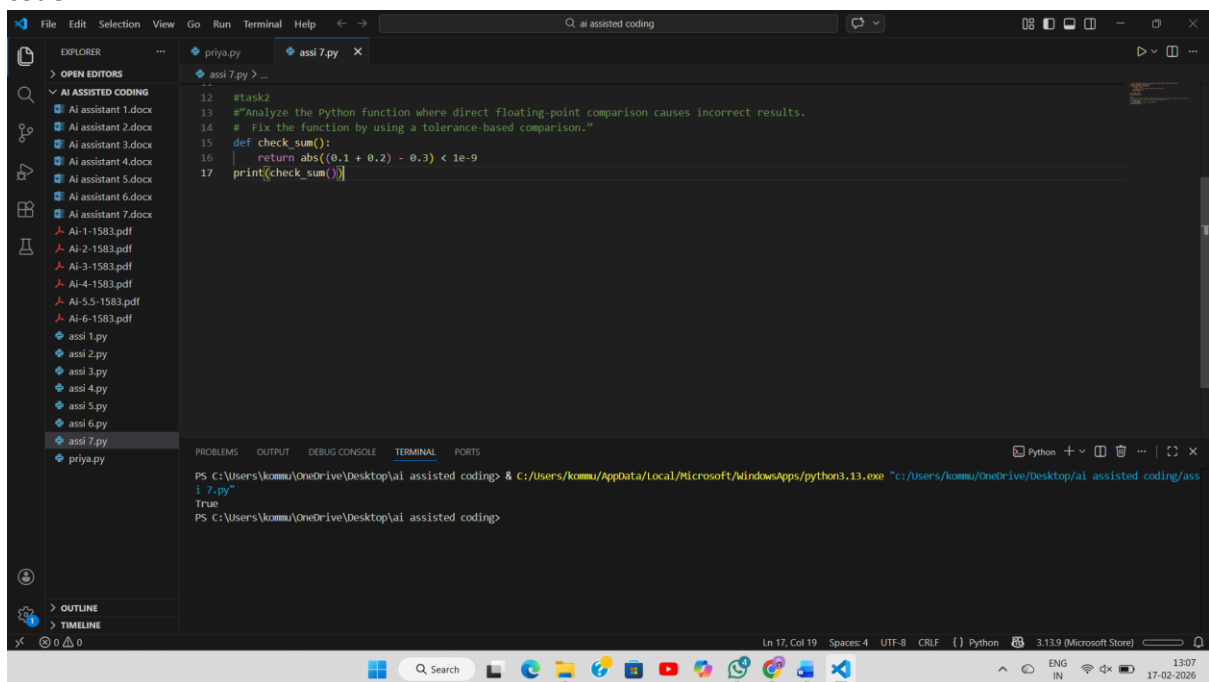 File Edit Selection View Go Run Terminal Help
ai assisted coding
EXPLORER
OPEN EDITORS
AI ASSISTED CODING
Ai assistant 1.docx
Ai assistant 2.docx
Ai assistant 3.docx
Ai assistant 4.docx
Ai assistant 5.docx
Ai assistant 6.docx
Ai assistant 7.docx
Ai-1-1583.pdf
Ai-2-1583.pdf
Ai-3-1583.pdf
Ai-4-1583.pdf
Ai-5.5-1583.pdf
Ai-6-1583.pdf
assi 1.py
assi 2.py
assi 3.py
assi 4.py
assi 5.py
assi 6.py
assi 7.py
priya.py
OUTLINE
TIMELINE
priya.py assi 7.py
assi 7.py > ...
12 #task2
13 #“Analyze the Python function where direct floating-point comparison causes incorrect results.
14 # Fix the function by using a tolerance-based comparison.”
15 def check_sum():
16 return abs((0.1 + 0.2) - 0.3) < 1e-9
17 print(check_sum())
PROBLEMS OUTPUT DEBUG CONSOLE TERMINAL PORTS
Python
PS C:\Users\kommu\OneDrive\Desktop\ai assisted coding> & C:/Users/kommu/AppData/Local/Microsoft/WindowsApps/python3.13.exe "c:/Users/kommu/OneDrive/Desktop/ai assisted coding/ass
i 7.py"
True
PS C:\Users\kommu\OneDrive\Desktop\ai assisted coding>
0 0 Ln 17, Col 19 Spaces: 4 UTF-8 CRLF {} Python 3.13.9 (Microsoft Store)
Search
ENG
IN
13:07
17-02-2026